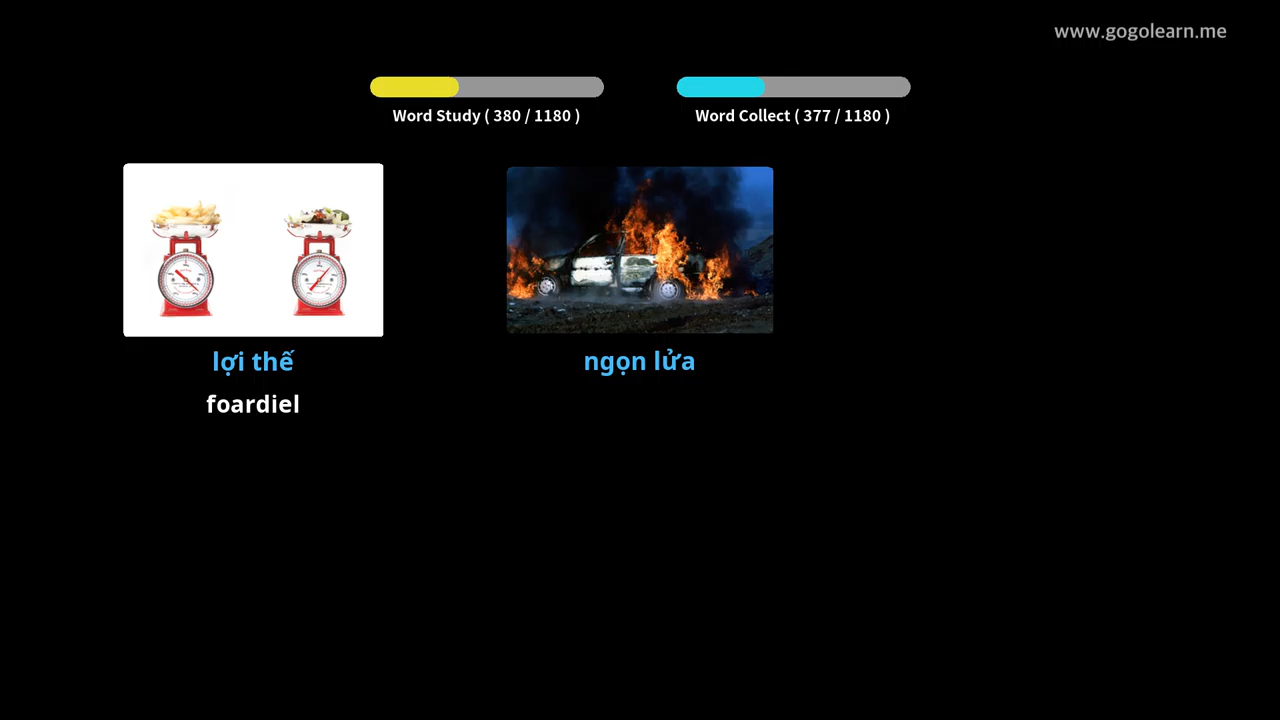 www.gogolearn.me
Word Study ( 380 / 1180 )
Word Collect ( 377 / 1180 )
lợi thế
foardiel
ngọn lửa